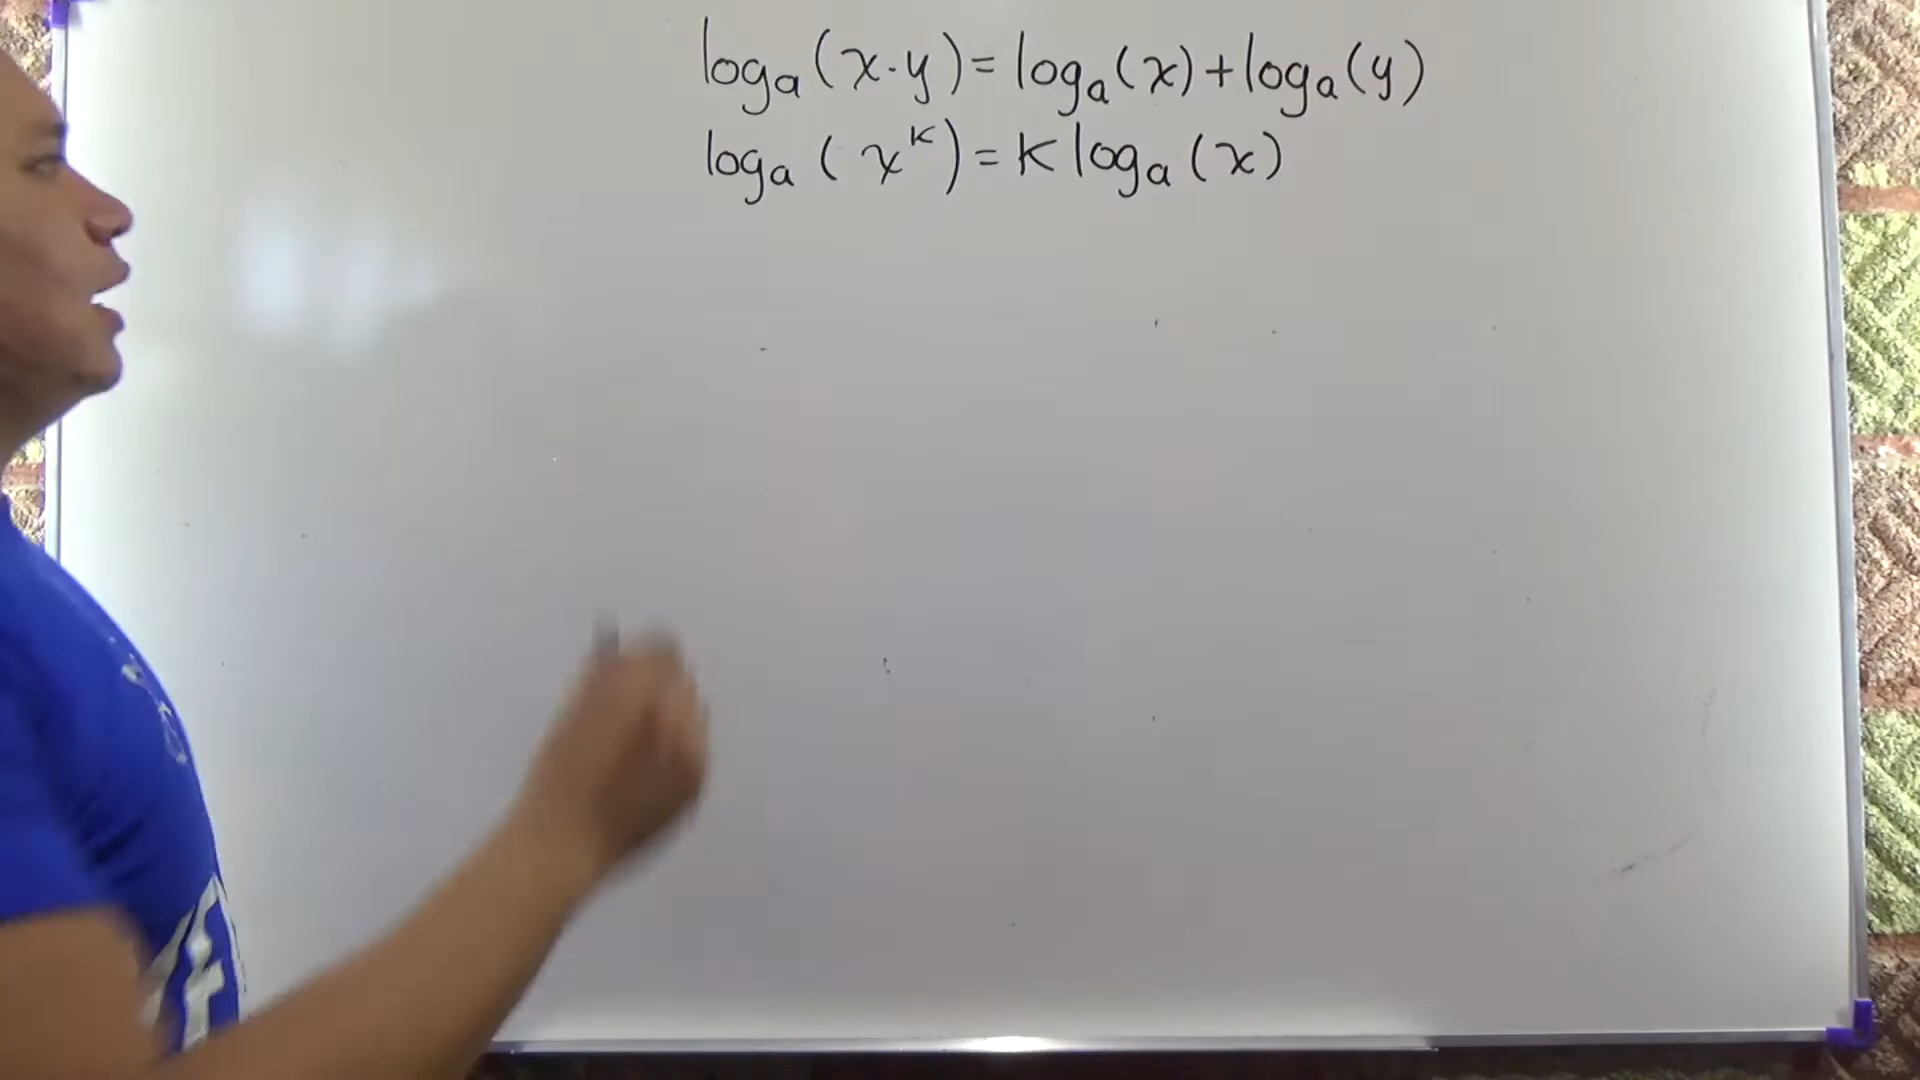 logₐ(x·y)=logₐ(x)+logₐ(y)
logₐ(xᵏ)=K logₐ(x)